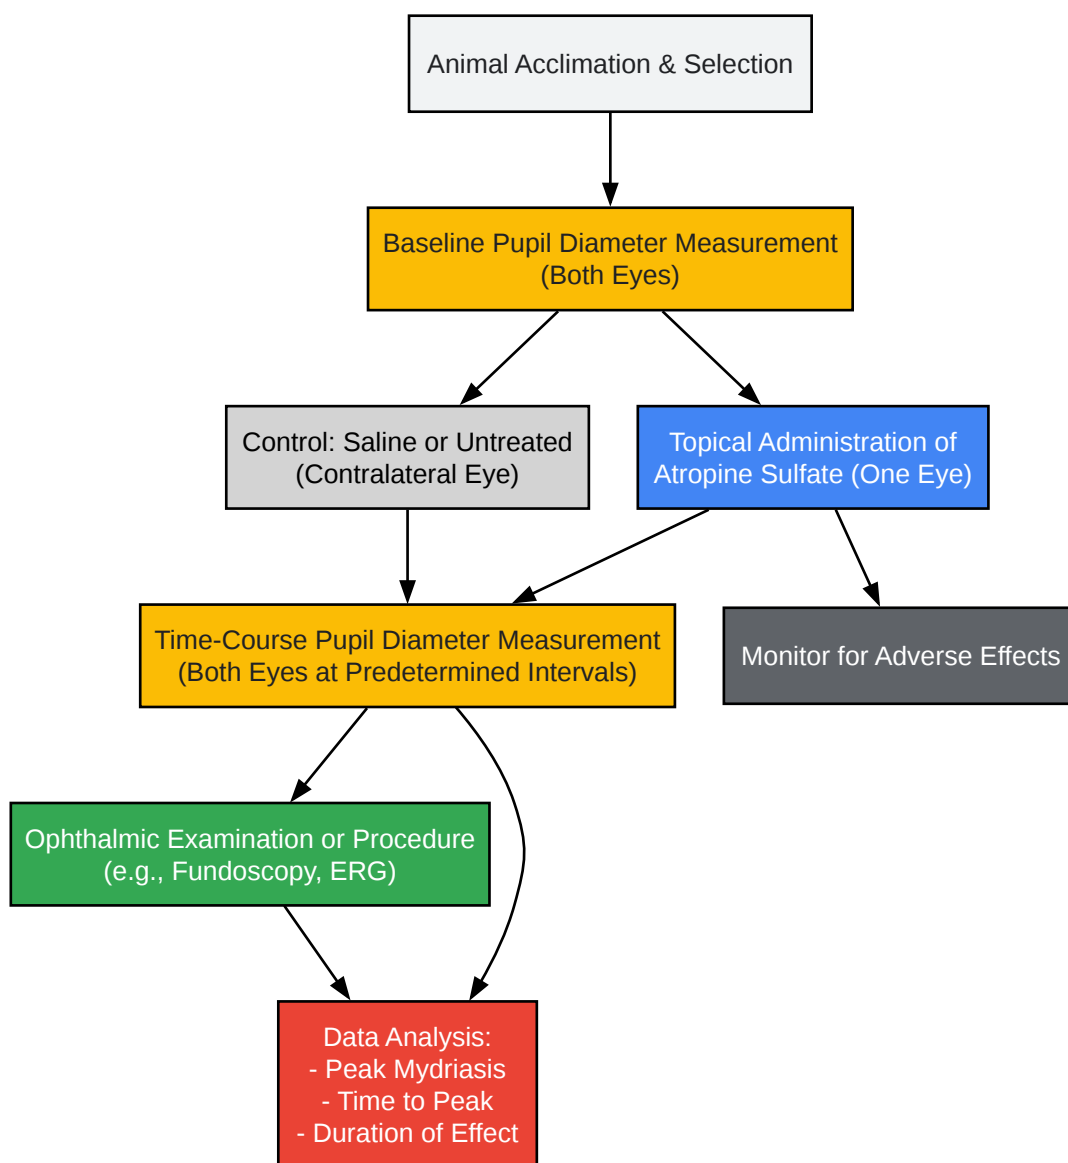 Animal Acclimation & Selection
Baseline Pupil Diameter Measurement
(Both Eyes)
Control: Saline or Untreated
(Contralateral Eye)
Topical Administration of
Atropine Sulfate (One Eye)
Time-Course Pupil Diameter Measurement
(Both Eyes at Predetermined Intervals)
Monitor for Adverse Effects
Ophthalmic Examination or Procedure
(e.g., Fundoscopy, ERG)
Data Analysis:
- Peak Mydriasis
- Time to Peak
- Duration of Effect